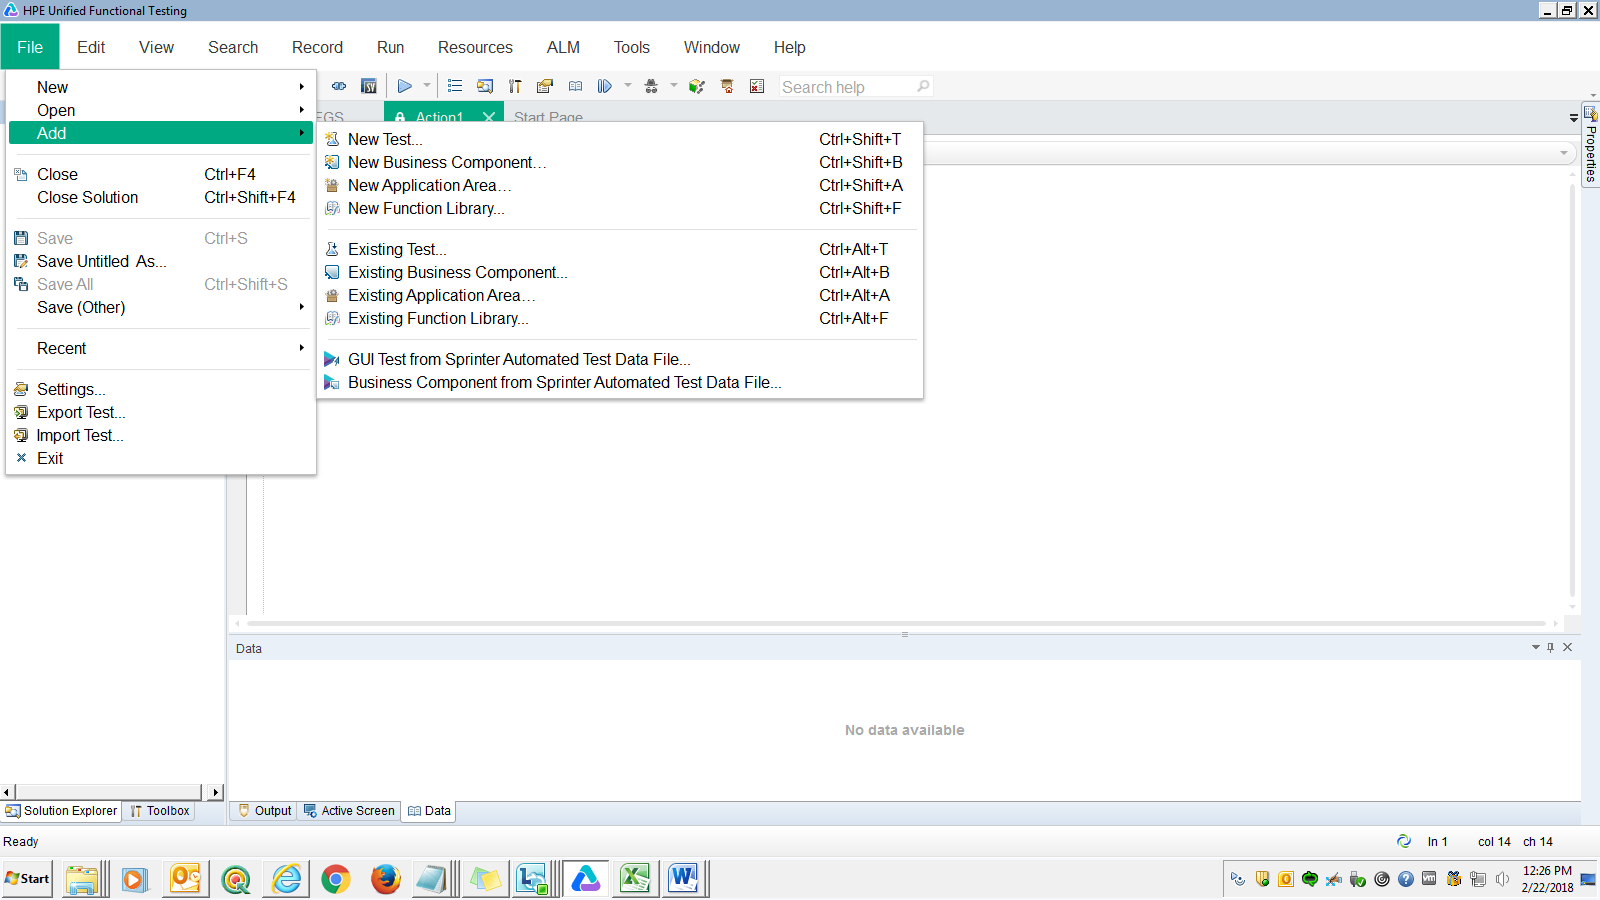 HPE Unified Functional Testing
File Edit View Search Record Run Resources ALM Tools Window Help
New
Open
Add
Close Ctrl+F4
Close Solution Ctrl+Shift+F4
Save Ctrl+S
Save Untitled As...
Save All Ctrl+Shift+S
Save (Other)
Recent
Settings...
Export Test...
Import Test...
Exit
Search help
Action1 Start Page
New Test... Ctrl+Shift+T
New Business Component... Ctrl+Shift+B
New Application Area... Ctrl+Shift+A
New Function Library... Ctrl+Shift+F
Existing Test... Ctrl+Alt+T
Existing Business Component... Ctrl+Alt+B
Existing Application Area... Ctrl+Alt+A
Existing Function Library... Ctrl+Alt+F
GUI Test from Sprinter Automated Test Data File...
Business Component from Sprinter Automated Test Data File...
Properties
Data
No data available
Solution Explorer Toolbox Output Active Screen Data
Ready ln 1 col 14 ch 14
Start 12:26 PM
2/22/2018